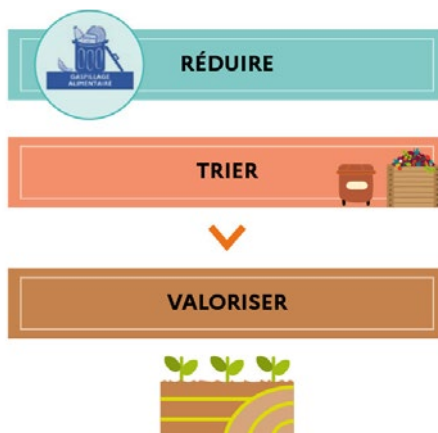 GASPILLAGE
ALIMENTAIRE
RÉDUIRE
TRIER
VALORISER